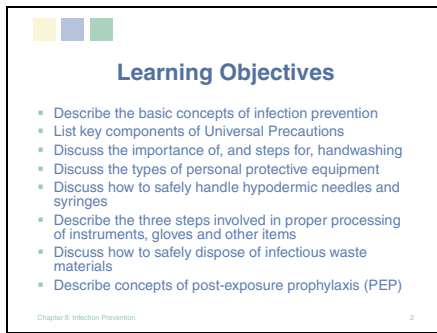 Learning Objectives
▪ Describe the basic concepts of infection prevention
▪ List key components of Universal Precautions
▪ Discuss the importance of, and steps for, handwashing
▪ Discuss the types of personal protective equipment
▪ Discuss how to safely handle hypodermic needles and
syringes
▪ Describe the three steps involved in proper processing
of instruments, gloves and other items
▪ Discuss how to safely dispose of infectious waste
materials
▪ Describe concepts of post-exposure prophylaxis (PEP)
Chapter 8: Infection Prevention 2